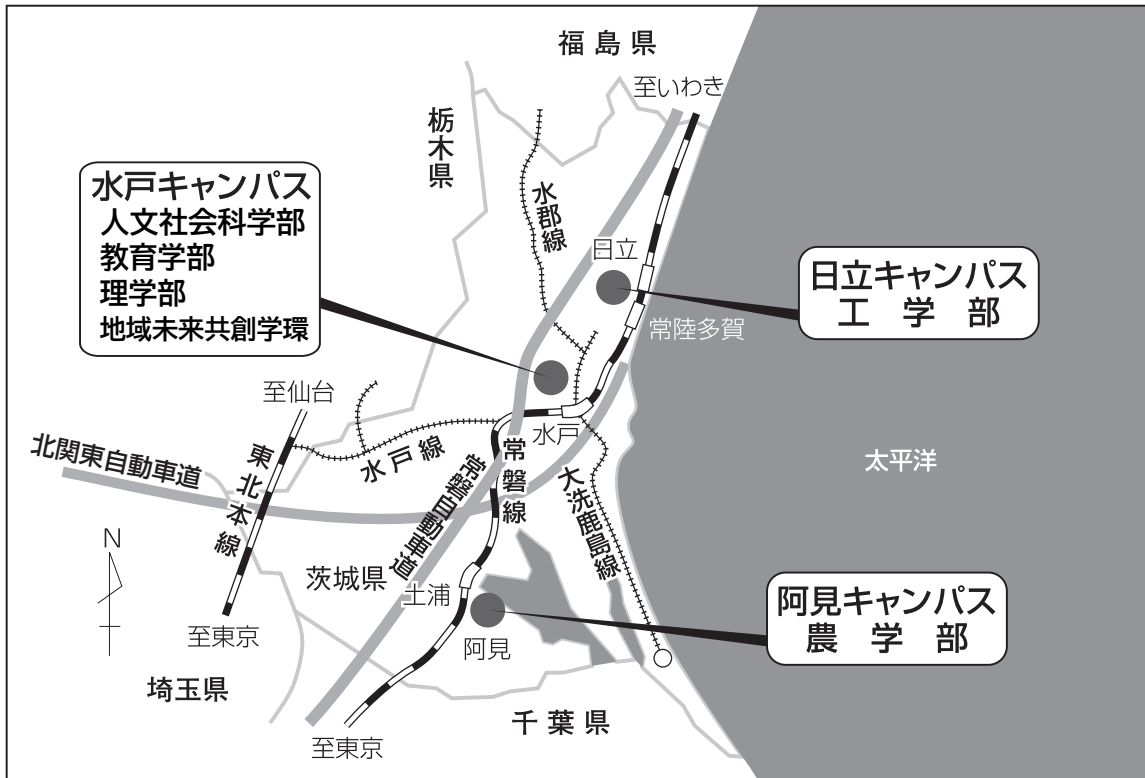 福島県
至いわき
栃木県
水戸キャンパス
人文社会科学部
教育学部
理学部
地域未来共創学環
水郡線
日立
日立キャンパス
工学部
常陸多賀
至仙台
水戸
北関東自動車道
東北本線
水戸線
常磐線
常磐自動車道
大洗鹿島線
太平洋
N
茨城県
土浦
阿見キャンパス
農学部
至東京
阿見
埼玉県
千葉県
至東京